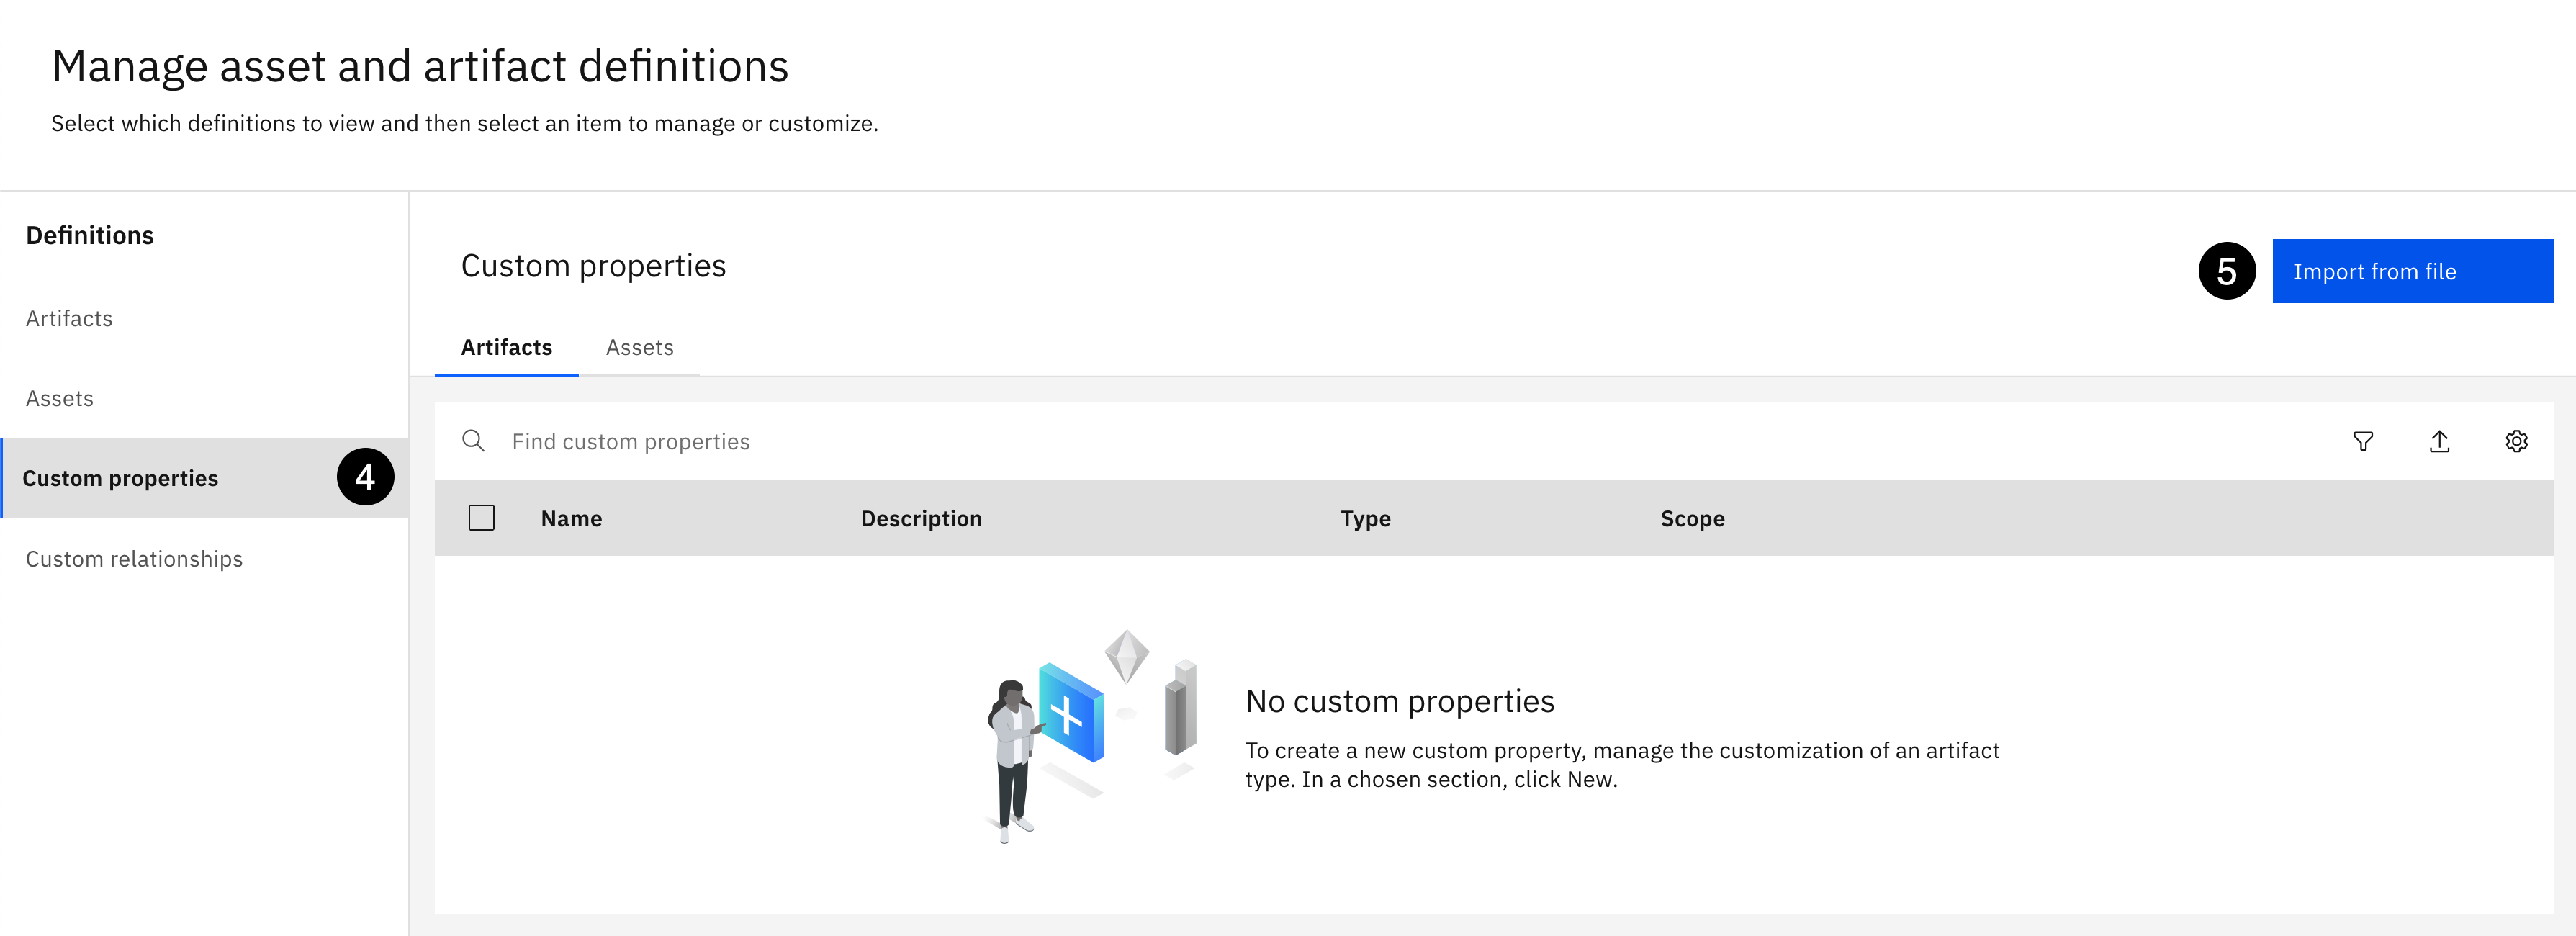 Manage asset and artifact definitions
Select which definitions to view and then select an item to manage or customize.
Definitions
Artifacts
Assets
Custom properties 4
Custom relationships
Custom properties
5 Import from file
Artifacts Assets
Find custom properties
Name Description Type Scope
No custom properties
To create a new custom property, manage the customization of an artifact
type. In a chosen section, click New.